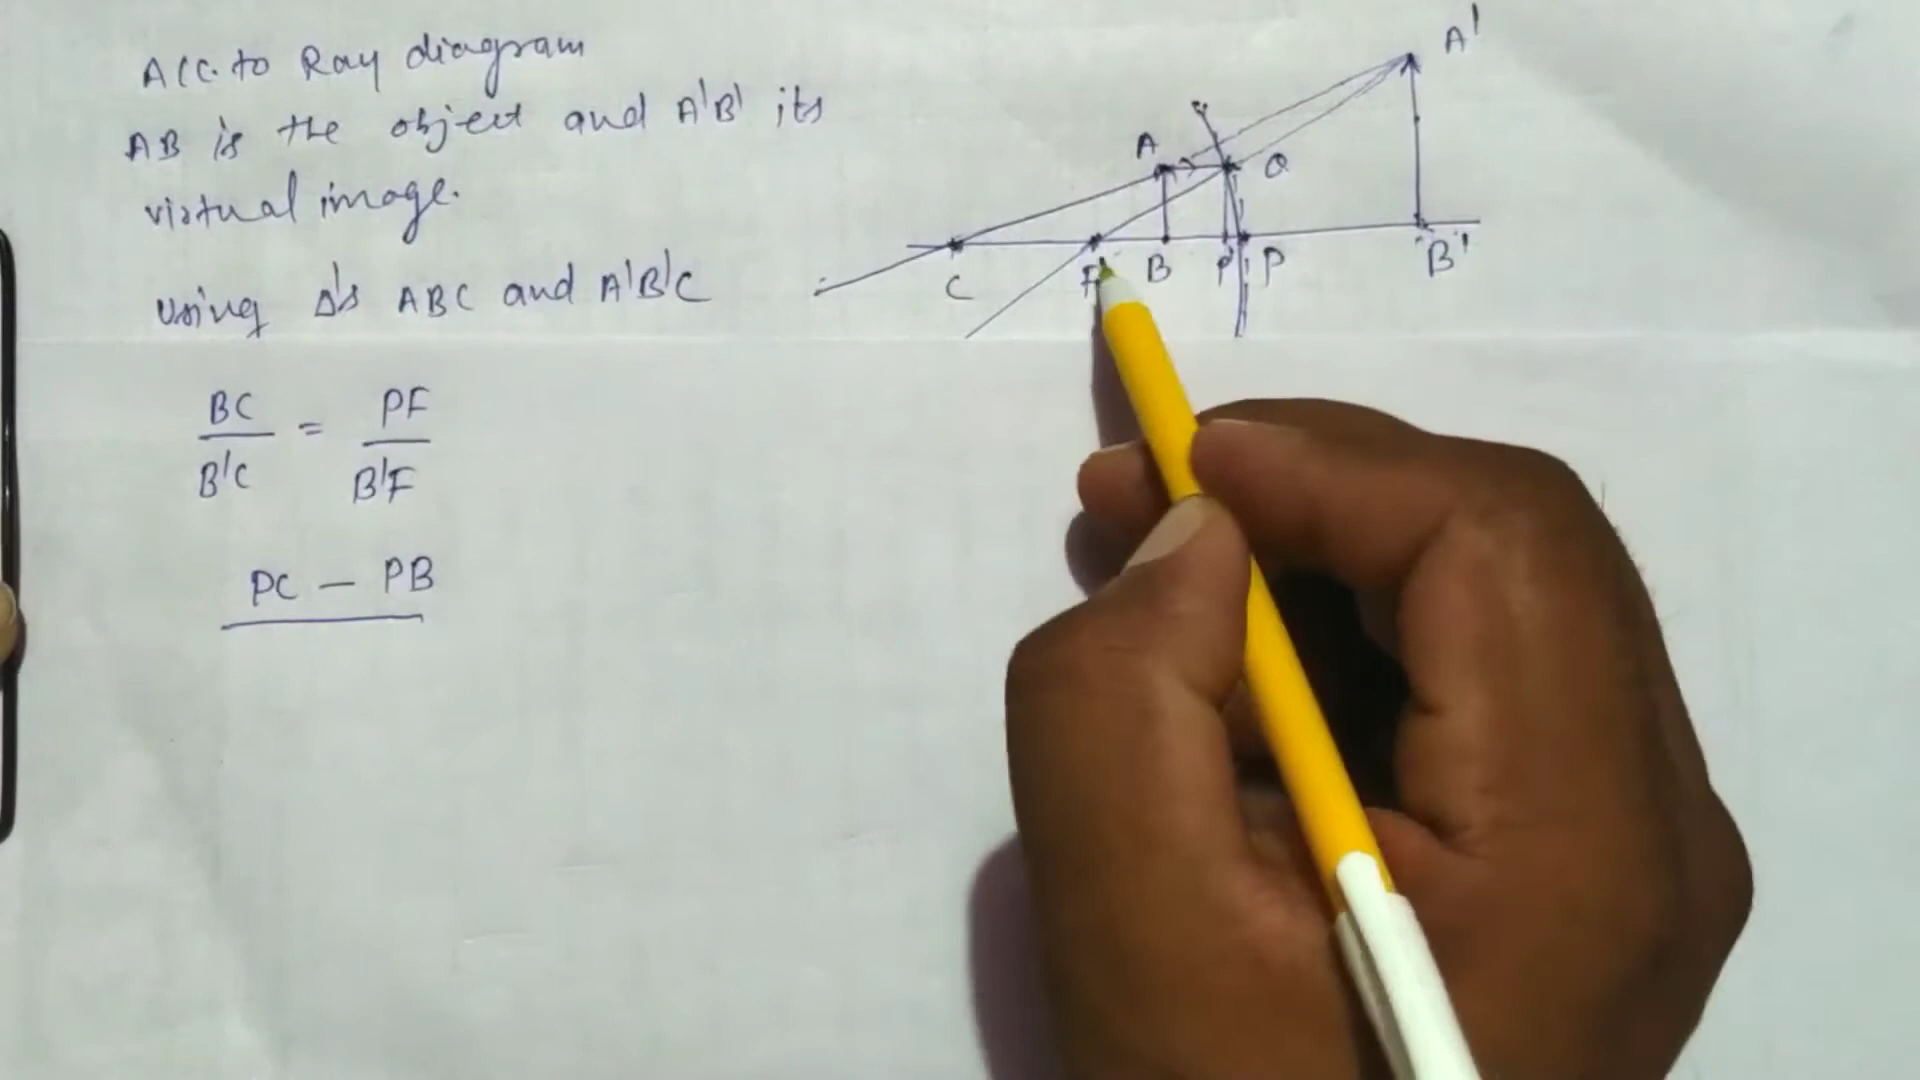 Acc. to Ray diagram
AB is the object and A'B' its
virtual image.
Using Δ's ABC and A'B'C
BC / B'C = PF / B'F
PC - PB
A'
A
Q
C
F
B
P'
P
B'